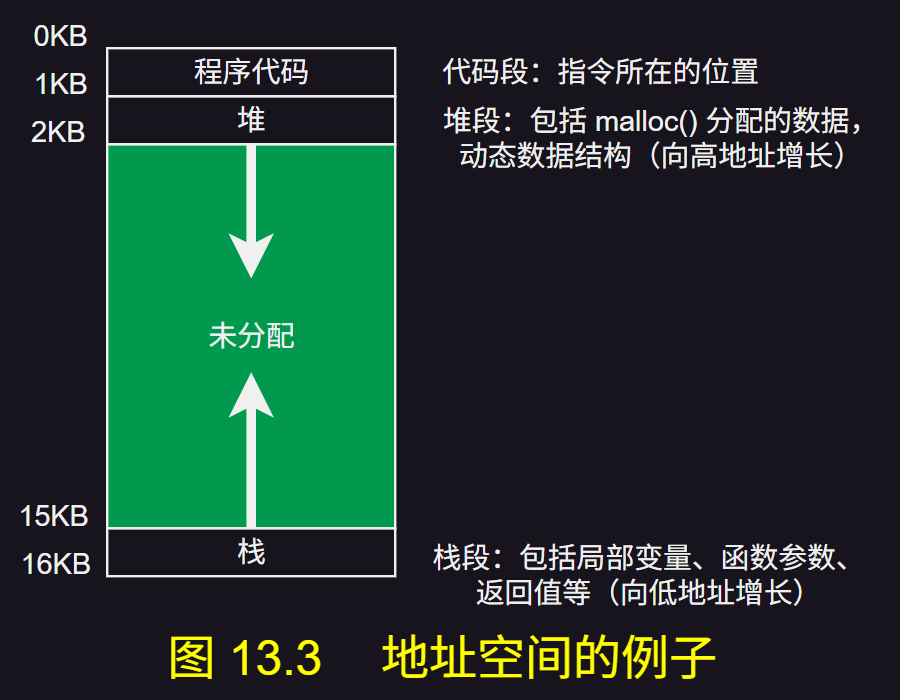 0KB
程序代码
代码段：指令所在的位置
1KB
堆
堆段：包括 malloc() 分配的数据，
2KB
动态数据结构（向高地址增长）
未分配
15KB
栈
栈段：包括局部变量、函数参数、
16KB
返回值等（向低地址增长）
图 13.3 地址空间的例子